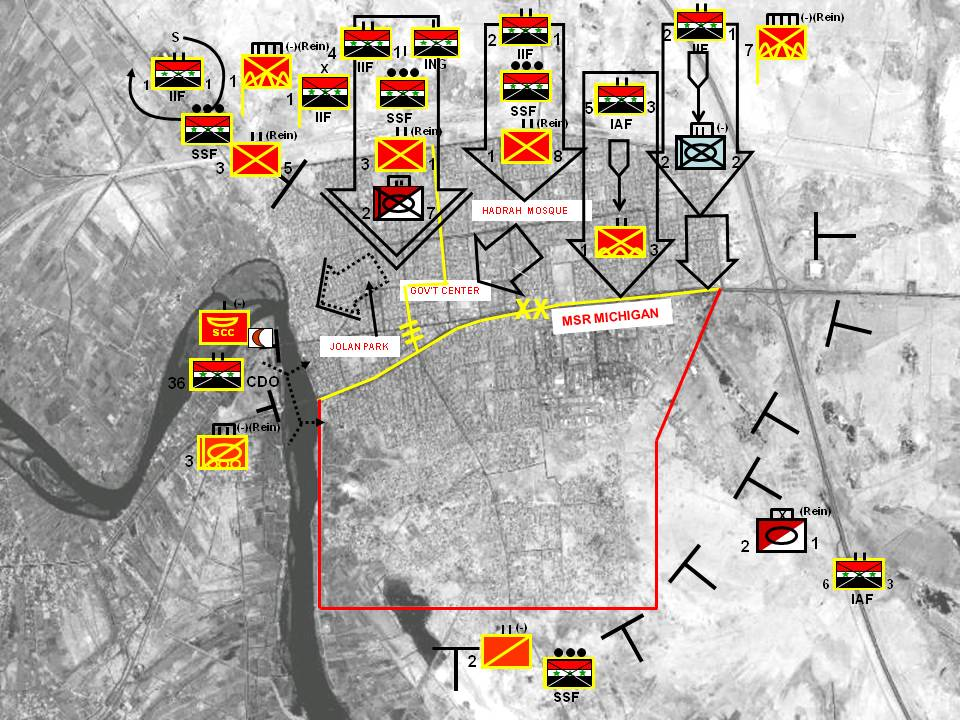 S
1 1
IIF
SSF
(-)(Rein)
1
X
1
IIF
(Rein)
3 5
4 1
IIF
ING
SSF
(Rein)
3 1
2 7
2 1
IIF
SSF
(Rein)
1 8
5 3
IAF
1 3
2 1
IIF
(-)
2 2
(-)(Rein)
7
HADRAH MOSQUE
GOV'T CENTER
MSR MICHIGAN
JOLAN PARK
(-)
SCC
36 CDO
(-)(Rein)
3
X
(Rein)
2 1
6 3
IAF
(-)
2
SSF